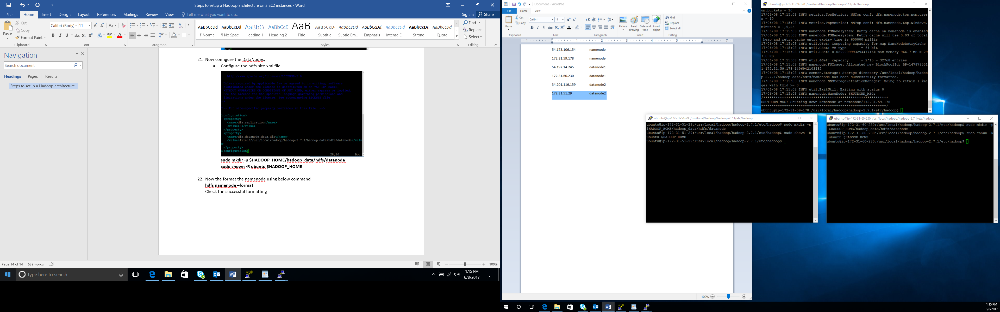 Steps to setup a Hadoop architecture on 3 EC2 instances - Word
File Home Insert Design Layout References Mailings Review View Tell me what you want to do... Sign in Share
Paste Cut Copy Format Painter
Calibri (Body) 11
AaBbCcDd AaBbCcDd AaBbCc AaBbCcD AaB AaBbCcD AaBbCcDd AaBbCcDd AaBbCcDd AaBbCcDc AaBbCcDd
¶ Normal ¶ No Spac... Heading 1 Heading 2 Title Subtitle Subtle Em... Emphasis Intense E... Strong Quote
Find Replace Select
Clipboard Font Paragraph Styles Editing
Navigation
Search document
Headings Pages Results
Steps to setup a Hadoop architecture...
21. Now configure the DataNodes.
• Configure the hdfs-site.xml file
configuration>
<property>
<name>dfs.replication</name>
<value>3</value>
</property>
<property>
<name>dfs.datanode.data.dir</name>
<value>file:///usr/local/hadoop/hadoop-2.7.1/hadoop_data/hdfs/datanode</valu
e>
</property>
/configuration>
28,16 Bot
sudo mkdir -p $HADOOP_HOME/hadoop_data/hdfs/datanode
sudo chown -R ubuntu $HADOOP_HOME
22. Now the format the namenode using below command
hdfs namenode –format
Check the successful formatting
Page 14 of 14 689 words
100%
Type here to search
1:15 PM
6/8/2017
Document - WordPad
File Home View
Paste Cut Copy
Calibri 11
Picture Paint drawing Date and time Insert object
Find Replace Select all
Clipboard Font Paragraph Insert Editing
54.173.106.154 namenode
172.31.59.178 namenode
54.197.14.245 datanode1
172.31.60.230 datanode1
34.201.116.159 datanode2
172.31.51.29 datanode2
100%
ubuntu@ip-172-31-59-178: /usr/local/hadoop/hadoop-2.7.1/etc/hadoop
um.buckets = 10
17/06/08 17:15:03 INFO metrics.TopMetrics: NNTop conf: dfs.namenode.top.num.user
s = 10
17/06/08 17:15:03 INFO metrics.TopMetrics: NNTop conf: dfs.namenode.top.windows.
minutes = 1,5,25
17/06/08 17:15:03 INFO namenode.FSNamesystem: Retry cache on namenode is enabled
17/06/08 17:15:03 INFO namenode.FSNamesystem: Retry cache will use 0.03 of total
heap and retry cache entry expiry time is 600000 millis
17/06/08 17:15:03 INFO util.GSet: Computing capacity for map NameNodeRetryCache
17/06/08 17:15:03 INFO util.GSet: VM type = 64-bit
17/06/08 17:15:03 INFO util.GSet: 0.029999999329447746% max memory 966.7 MB = 29
7.0 KB
17/06/08 17:15:03 INFO util.GSet: capacity = 2^15 = 32768 entries
17/06/08 17:15:03 INFO namenode.FSImage: Allocated new BlockPoolId: BP-147878551
1-172.31.59.178-1496942103482
17/06/08 17:15:03 INFO common.Storage: Storage directory /usr/local/hadoop/hadoo
p-2.7.1/hadoop_data/hdfs/namenode has been successfully formatted.
17/06/08 17:15:03 INFO namenode.NNStorageRetentionManager: Going to retain 1 ima
ges with txid >= 0
17/06/08 17:15:03 INFO util.ExitUtil: Exiting with status 0
17/06/08 17:15:03 INFO namenode.NameNode: SHUTDOWN_MSG:
/************************************************************
SHUTDOWN_MSG: Shutting down NameNode at namenode/172.31.59.178
************************************************************/
ubuntu@ip-172-31-59-178:/usr/local/hadoop/hadoop-2.7.1/etc/hadoop$
ubuntu@ip-172-31-51-29: /usr/local/hadoop/hadoop-2.7.1/etc/hadoop
ubuntu@ip-172-31-51-29:/usr/local/hadoop/hadoop-2.7.1/etc/hadoop$ sudo mkdir -p
$HADOOP_HOME/hadoop_data/hdfs/datanode
ubuntu@ip-172-31-51-29:/usr/local/hadoop/hadoop-2.7.1/etc/hadoop$ sudo chown -R
ubuntu $HADOOP_HOME
ubuntu@ip-172-31-51-29:/usr/local/hadoop/hadoop-2.7.1/etc/hadoop$
ubuntu@ip-172-31-60-230: /usr/local/hadoop/hadoop-2.7.1/etc/hadoop
ubuntu@ip-172-31-60-230:/usr/local/hadoop/hadoop-2.7.1/etc/hadoop$ sudo mkdir -p
$HADOOP_HOME/hadoop_data/hdfs/datanode
ubuntu@ip-172-31-60-230:/usr/local/hadoop/hadoop-2.7.1/etc/hadoop$ sudo chown -R
ubuntu $HADOOP_HOME
ubuntu@ip-172-31-60-230:/usr/local/hadoop/hadoop-2.7.1/etc/hadoop$
1:15 PM
6/8/2017